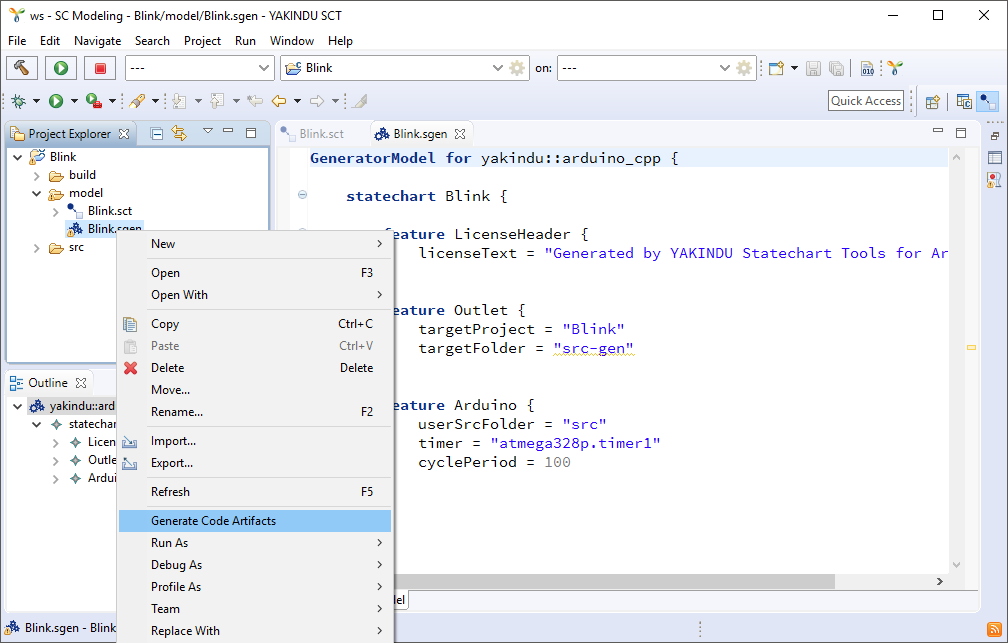 ws - SC Modeling - Blink/model/Blink.sgen - YAKINDU SCT
File Edit Navigate Search Project Run Window Help
--- Blink on: ---
010
Quick Access
Project Explorer
Blink.sct Blink.sgen
Blink
build
model
Blink.sct
Blink.sgen
src
GeneratorModel for yakindu::arduino_cpp {
statechart Blink {
eature LicenseHeader {
licenseText = "Generated by YAKINDU Statechart Tools for Ar
eature Outlet {
targetProject = "Blink"
targetFolder = "src-gen"
eature Arduino {
userSrcFolder = "src"
timer = "atmega328p.timer1"
cyclePeriod = 100
New
Open F3
Open With
Copy Ctrl+C
Paste Ctrl+V
Delete Delete
Move...
Rename... F2
Import...
Export...
Refresh F5
Generate Code Artifacts
Run As
Debug As
Profile As
Team
Replace With
Outline
yakindu::ard
statechar
Licen
Outle
Ardui
del
Blink.sgen - Blink